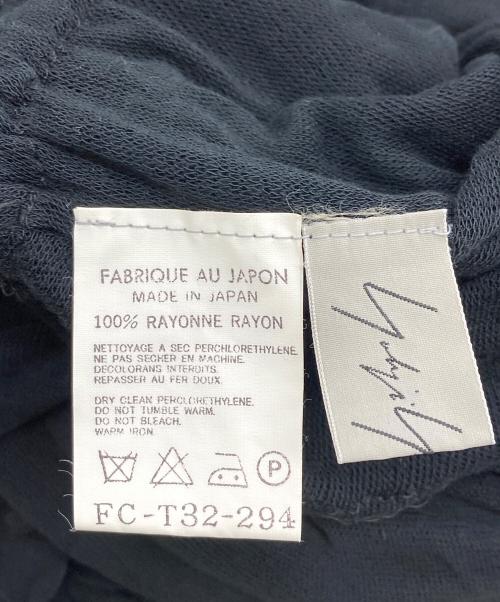 FABRIQUE AU JAPON
MADE IN JAPAN
100% RAYONNE RAYON
NETTOYAGE A SEC PERCHLORETHYLENE.
NE PAS SECHER EN MACHINE.
DECOLORANS INTERDITS.
REPASSER AU FER DOUX.
DRY CLEAN PERCLORETHYLENE.
DO NOT TUMBLE WARM.
DO NOT BLEACH.
WARM IRON.
P
FC-T32-294